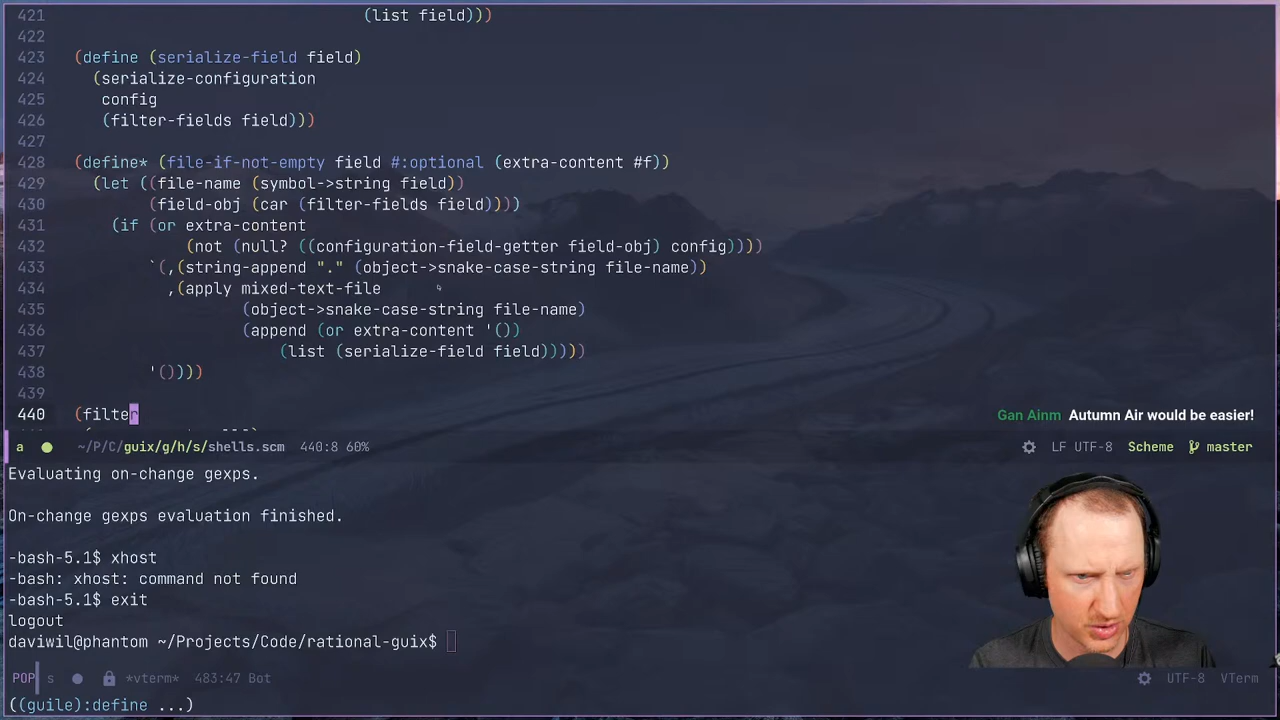 421                                  (list field)))
422
423   (define (serialize-field field)
424     (serialize-configuration
425      config
426      (filter-fields field)))
427
428   (define* (file-if-not-empty field #:optional (extra-content #f))
429     (let ((file-name (symbol->string field))
430           (field-obj (car (filter-fields field))))
431       (if (or extra-content
432               (not (null? ((configuration-field-getter field-obj) config))))
433           `(,(string-append "." (object->snake-case-string file-name))
434             ,(apply mixed-text-file
435                     (object->snake-case-string file-name)
436                     (append (or extra-content '())
437                         (list (serialize-field field)))))
438           '())))
439
440   (filter
Gan Ainm Autumn Air would be easier!
a ~/P/C/guix/g/h/s/shells.scm 440:8 60% LF UTF-8 Scheme master
Evaluating on-change gexps.
On-change gexps evaluation finished.
-bash-5.1$ xhost
-bash: xhost: command not found
-bash-5.1$ exit
logout
daviwil@phantom ~/Projects/Code/rational-guix$
POP s *vterm* 483:47 Bot UTF-8 VTerm
((guile):define ...)